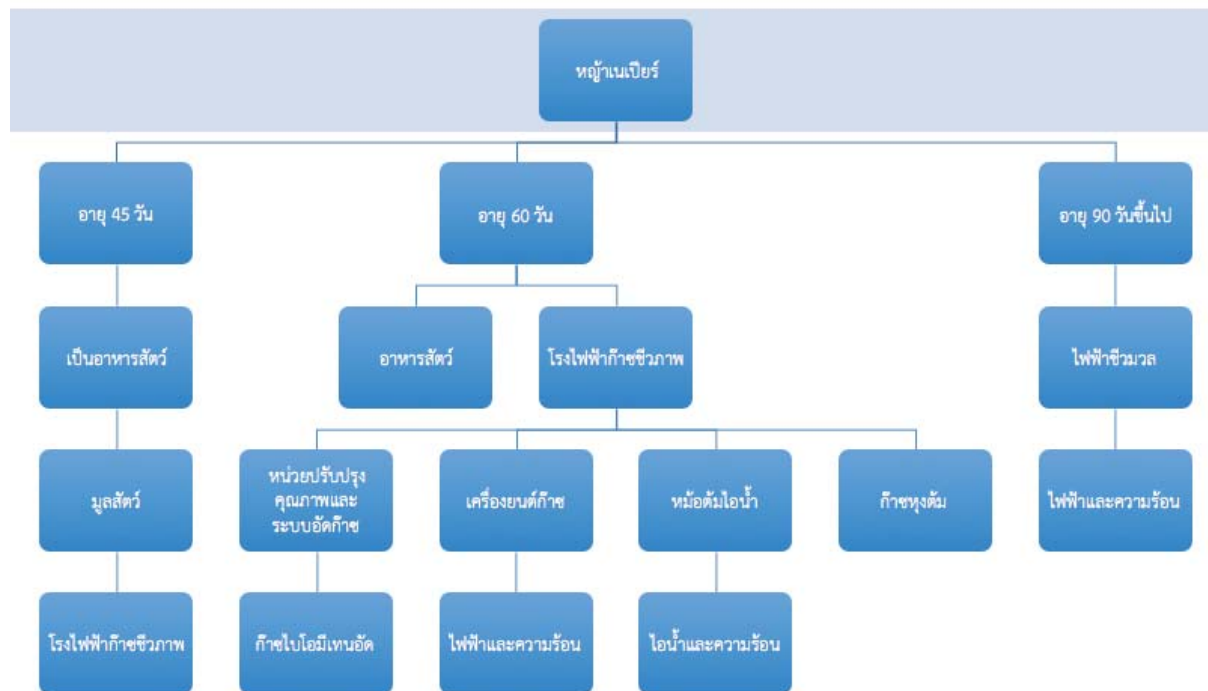 หญ้าเนเปียร์
อายุ 45 วัน
อายุ 60 วัน
อายุ 90 วันขึ้นไป
เป็นอาหารสัตว์
อาหารสัตว์
โรงไฟฟ้าก๊าซชีวภาพ
ไฟฟ้าชีวมวล
มูลสัตว์
หน่วยปรับปรุง
คุณภาพและ
ระบบอัดก๊าซ
เครื่องยนต์ก๊าซ
หม้อต้มไอน้ำ
ก๊าซหุงต้ม
ไฟฟ้าและความร้อน
โรงไฟฟ้าก๊าซชีวภาพ
ก๊าซไบโอมีเทนอัด
ไฟฟ้าและความร้อน
ไอน้ำและความร้อน